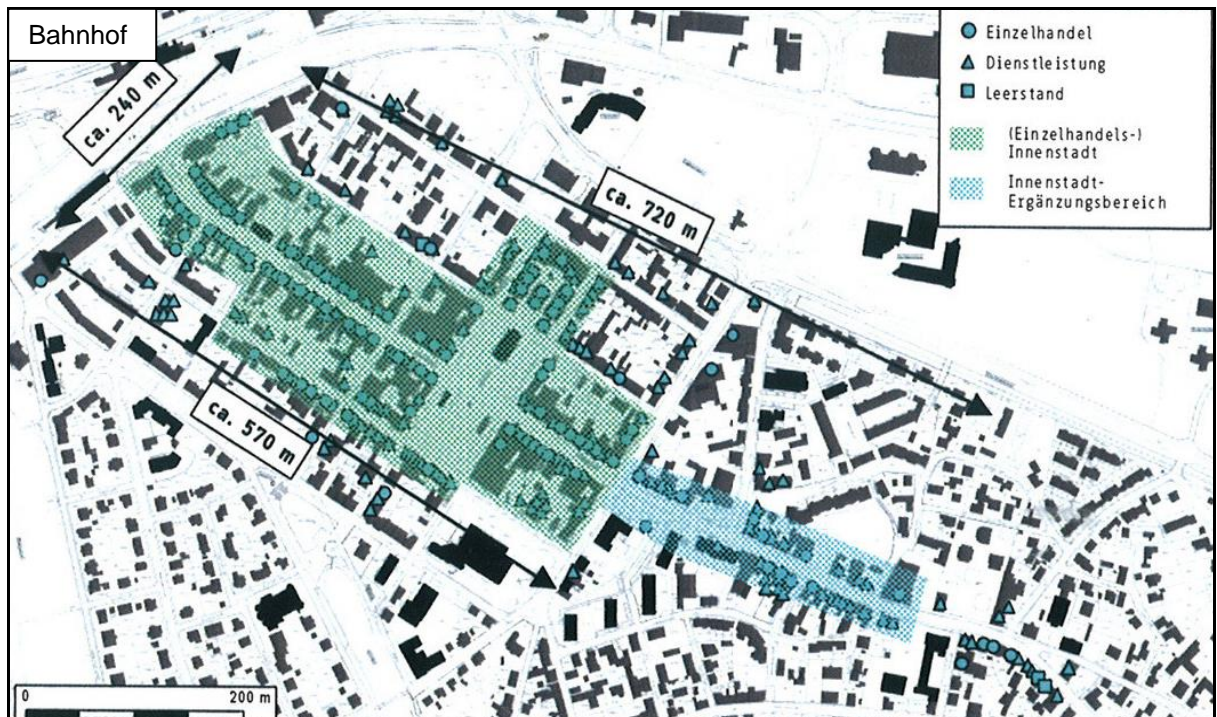 Bahnhof
ca. 240 m
ca. 720 m
ca. 570 m
Einzelhandel
Dienstleistung
Leerstand
(Einzelhandels-)
Innenstadt
Innenstadt-
Ergänzungsbereich
0 200 m